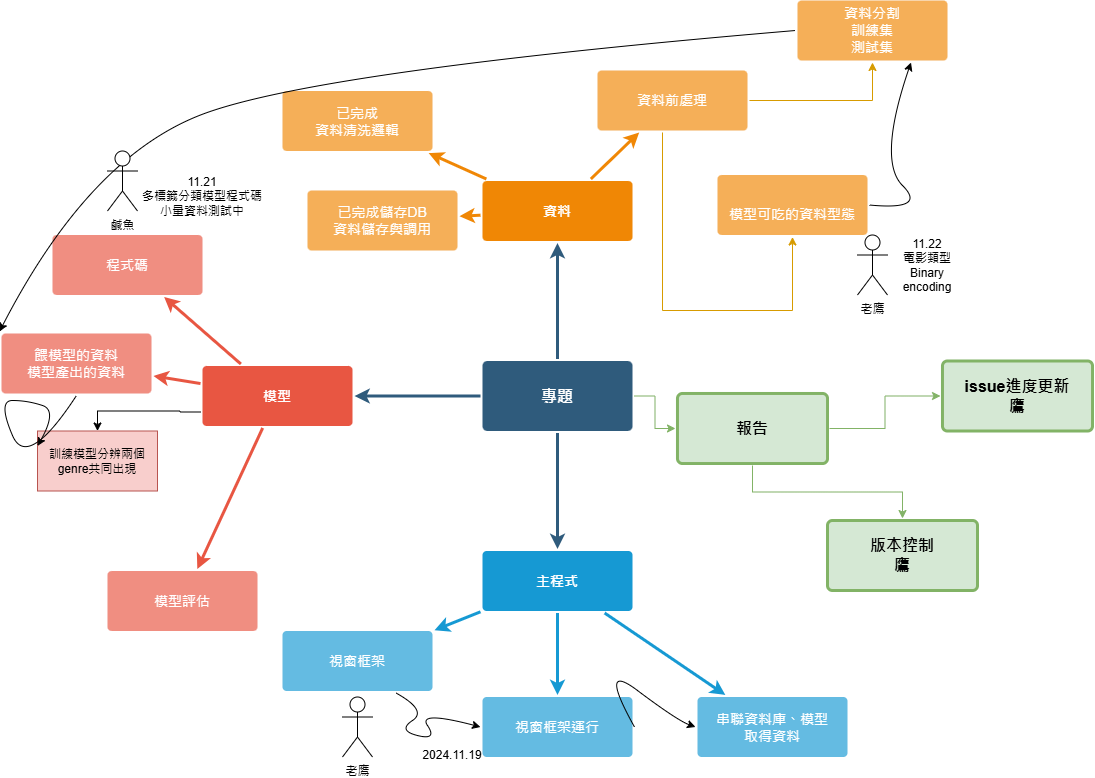 資料分割
訓練集
測試集
資料前處理
已完成
資料清洗邏輯
11.21
多標籤分類模型程式碼
小量資料測試中
鹹魚
已完成儲存DB
資料儲存與調用
資料
模型可吃的資料型態
11.22
電影類型
Binary
encoding
老鷹
程式碼
餵模型的資料
模型產出的資料
模型
專題
issue進度更新
鷹
報告
訓練模型分辨兩個
genre共同出現
版本控制
鷹
模型評估
主程式
視窗框架
視窗框架運行
串聯資料庫、模型
取得資料
2024.11.19
老鷹